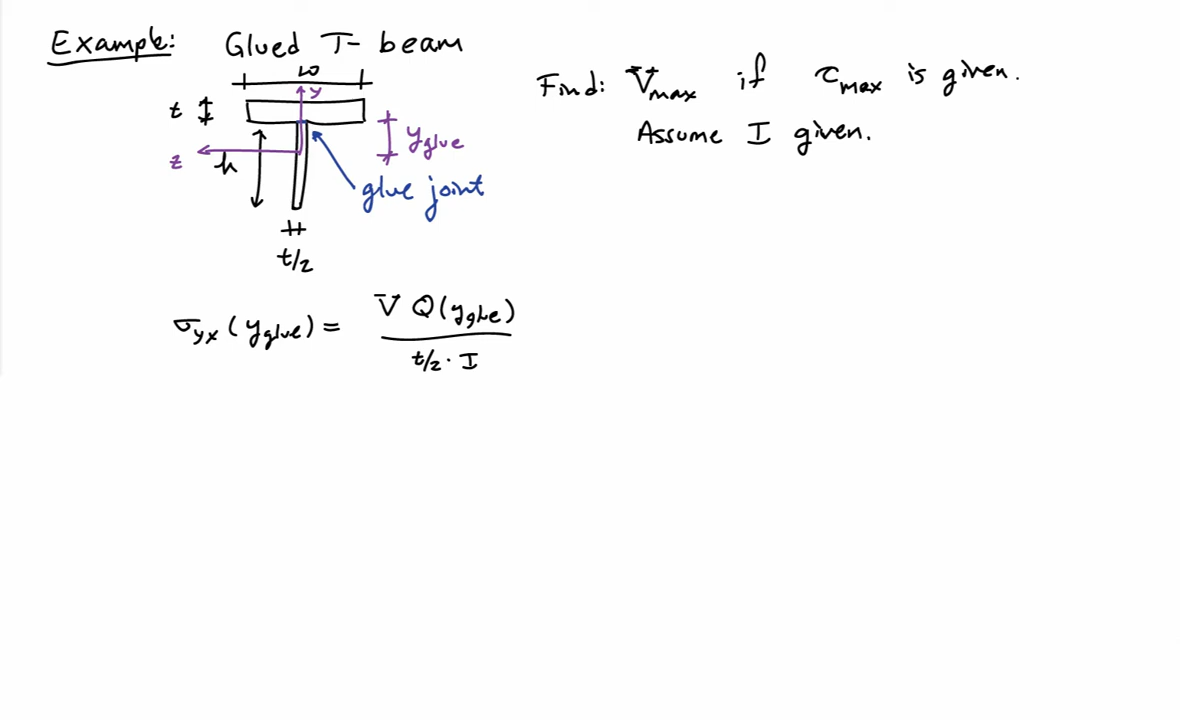 Example: Glued T- beam
w
y
t
z
h
y_glue
glue joint
t/2
Find: V_max if τ_max is given.
Assume I given.
σ_yx (y_glue) = V Q(y_glue) / t/2 · I